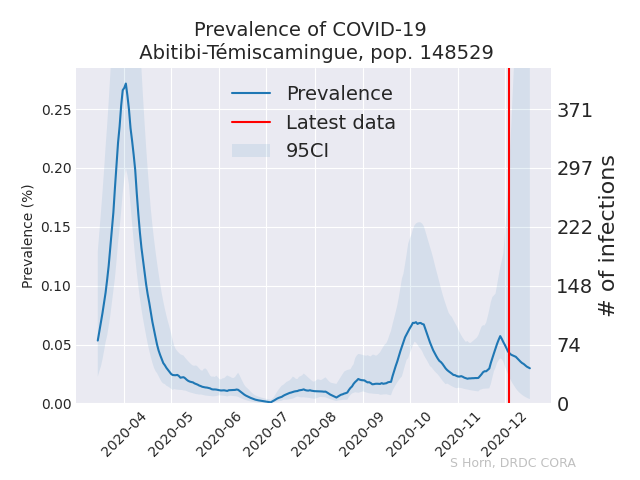 Prevalence of COVID-19
Abitibi-Témiscamingue, pop. 148529
Prevalence
Latest data
95CI
Prevalence (%)
0.25
0.20
0.15
0.10
0.05
0.00
371
297
222
148
74
0
# of infections
2020-04
2020-05
2020-06
2020-07
2020-08
2020-09
2020-10
2020-11
2020-12
S Horn, DRDC CORA